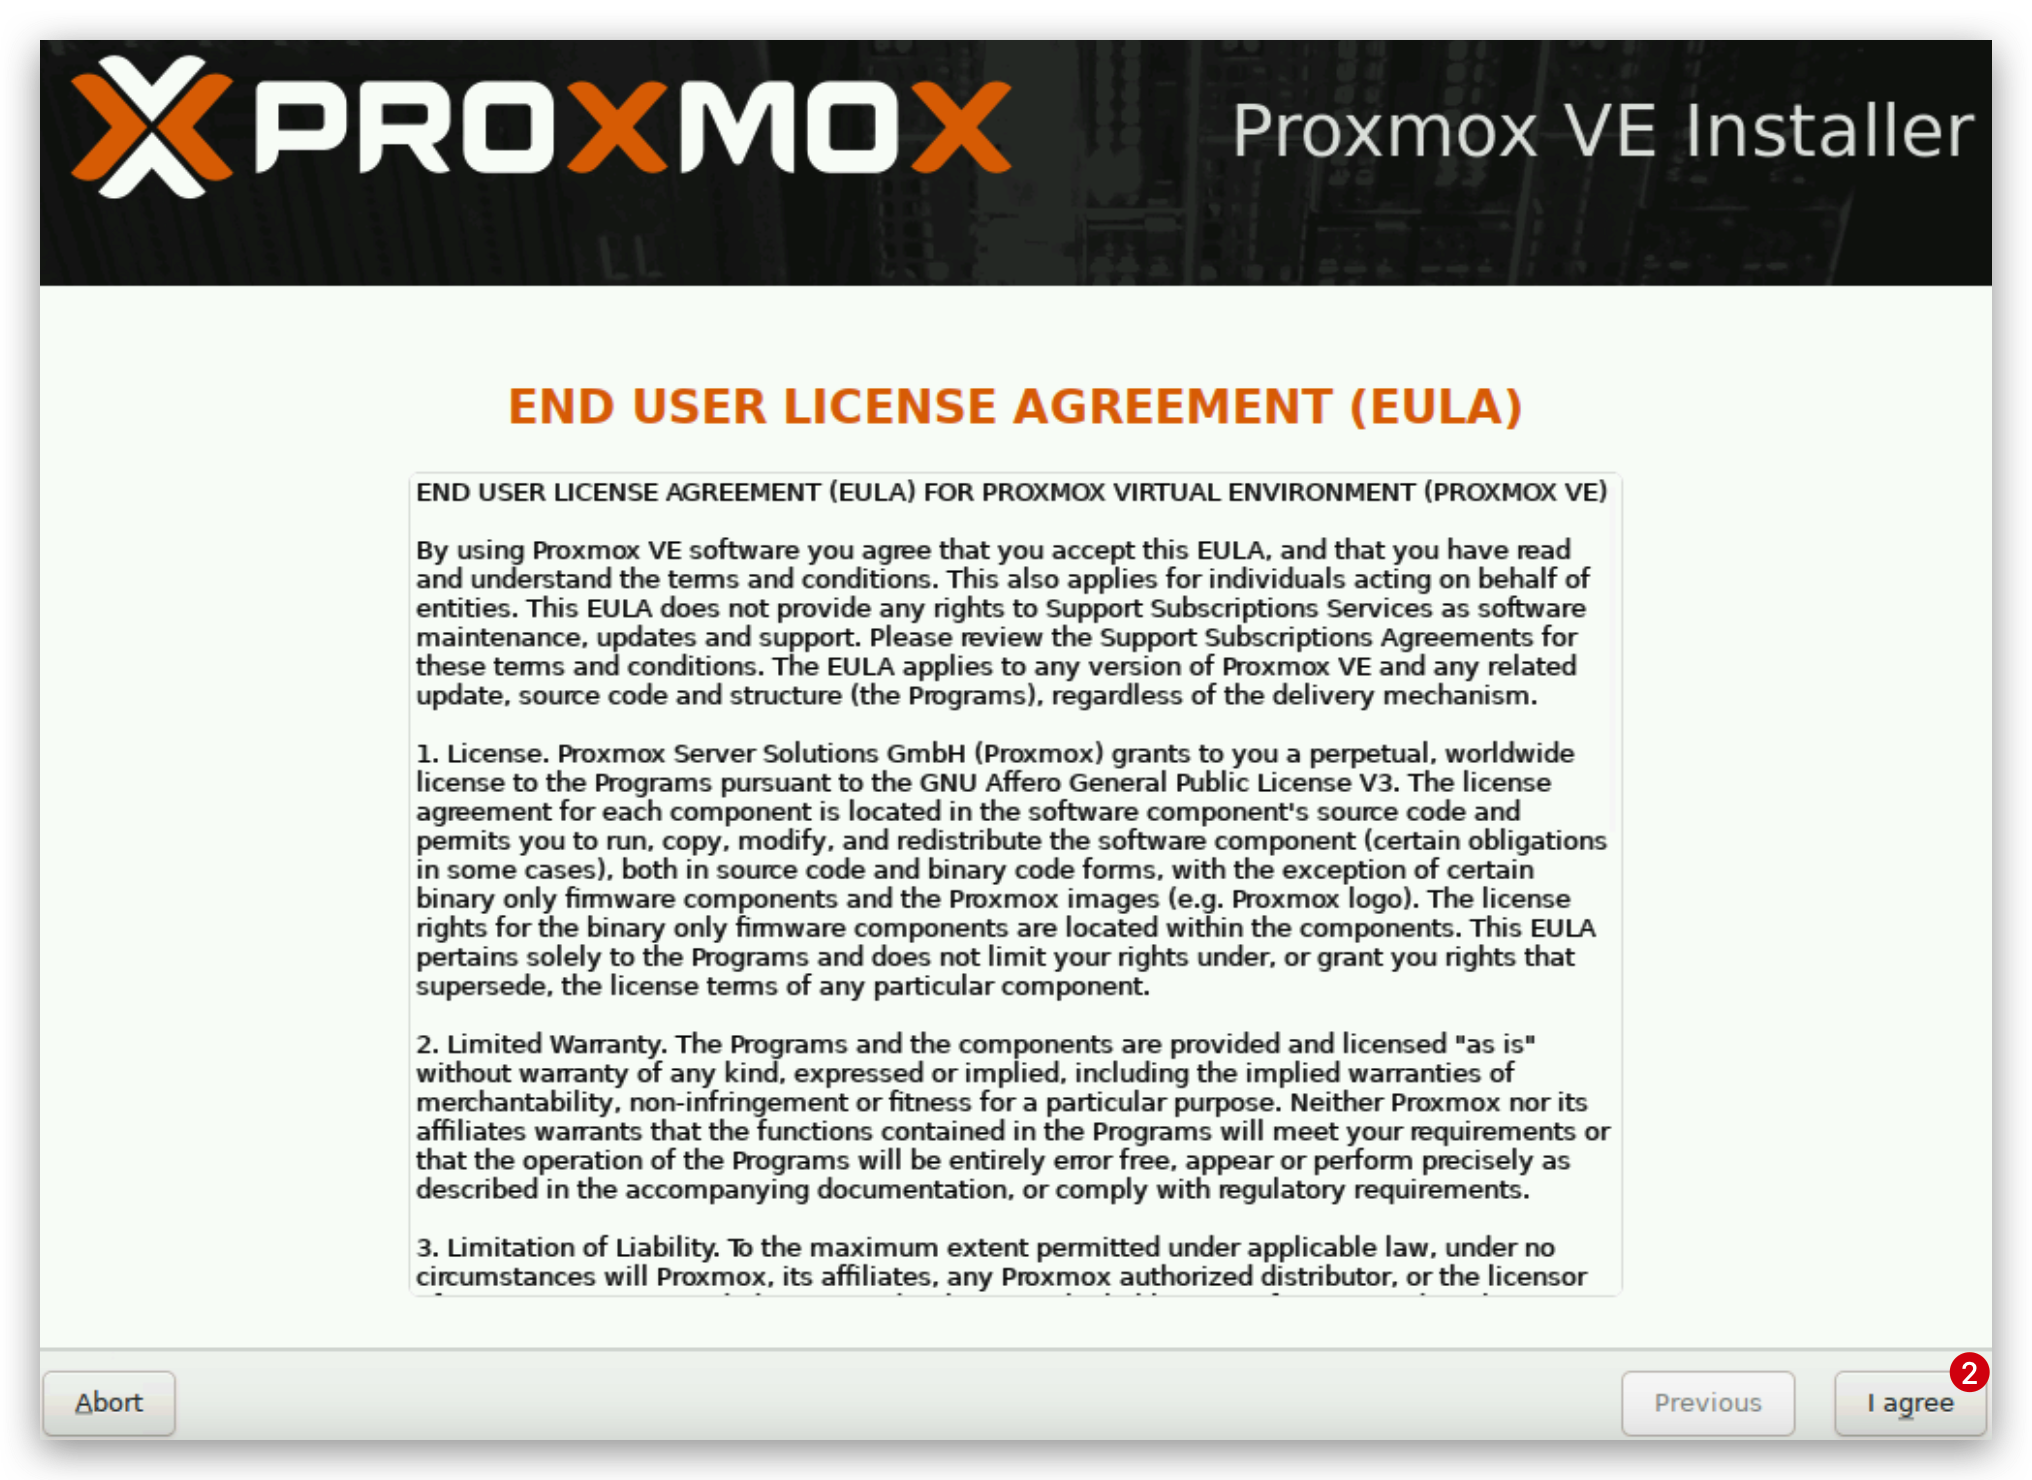 PROXMOX
Proxmox VE Installer
END USER LICENSE AGREEMENT (EULA)
END USER LICENSE AGREEMENT (EULA) FOR PROXMOX VIRTUAL ENVIRONMENT (PROXMOX VE)
By using Proxmox VE software you agree that you accept this EULA, and that you have read
and understand the terms and conditions. This also applies for individuals acting on behalf of
entities. This EULA does not provide any rights to Support Subscriptions Services as software
maintenance, updates and support. Please review the Support Subscriptions Agreements for
these terms and conditions. The EULA applies to any version of Proxmox VE and any related
update, source code and structure (the Programs), regardless of the delivery mechanism.
1. License. Proxmox Server Solutions GmbH (Proxmox) grants to you a perpetual, worldwide
license to the Programs pursuant to the GNU Affero General Public License V3. The license
agreement for each component is located in the software component's source code and
permits you to run, copy, modify, and redistribute the software component (certain obligations
in some cases), both in source code and binary code forms, with the exception of certain
binary only firmware components and the Proxmox images (e.g. Proxmox logo). The license
rights for the binary only firmware components are located within the components. This EULA
pertains solely to the Programs and does not limit your rights under, or grant you rights that
supersede, the license terms of any particular component.
2. Limited Warranty. The Programs and the components are provided and licensed "as is"
without warranty of any kind, expressed or implied, including the implied warranties of
merchantability, non-infringement or fitness for a particular purpose. Neither Proxmox nor its
affiliates warrants that the functions contained in the Programs will meet your requirements or
that the operation of the Programs will be entirely error free, appear or perform precisely as
described in the accompanying documentation, or comply with regulatory requirements.
3. Limitation of Liability. To the maximum extent permitted under applicable law, under no
circumstances will Proxmox, its affiliates, any Proxmox authorized distributor, or the licensor
Abort
Previous
I agree
2